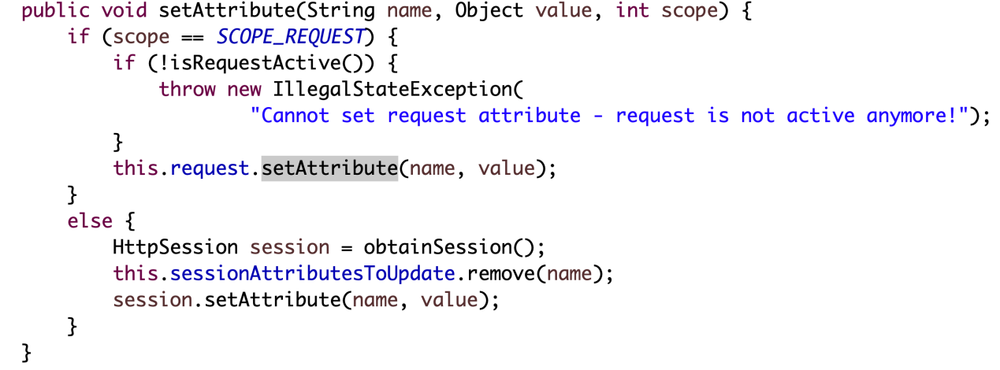 public void setAttribute(String name, Object value, int scope) {
    if (scope == SCOPE_REQUEST) {
        if (!isRequestActive()) {
            throw new IllegalStateException(
                    "Cannot set request attribute - request is not active anymore!");
        }
        this.request.setAttribute(name, value);
    }
    else {
        HttpSession session = obtainSession();
        this.sessionAttributesToUpdate.remove(name);
        session.setAttribute(name, value);
    }
}